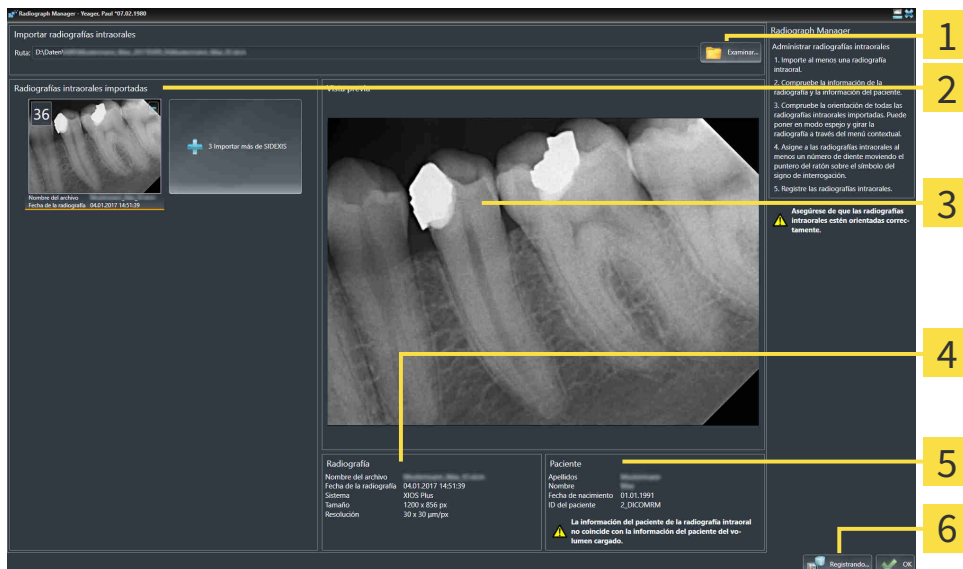 Radiograph Manager - Yeager, Paul *07.02.1980
Importar radiografías intraorales
Ruta: D:\Daten\
Examinar...
Radiografías intraorales importadas
36
Nombre del archivo
Fecha de la radiografía 04.01.2017 14:51:39
3 Importar más de SIDEXIS
Vista previa
Radiografía
Nombre del archivo
Fecha de la radiografía 04.01.2017 14:51:39
Sistema XIOS Plus
Tamaño 1200 x 856 px
Resolución 30 x 30 µm/px
Paciente
Apellidos
Nombre
Fecha de nacimiento 01.01.1991
ID del paciente 2_DICOMRM
La información del paciente de la radiografía intraoral
no coincide con la información del paciente del vo-
lumen cargado.
Radiograph Manager
Administrar radiografías intraorales
1. Importe al menos una radiografía
intraoral.
2. Compruebe la información de la
radiografía y la información del paciente.
3. Compruebe la orientación de todas las
radiografías intraorales importadas. Puede
poner en modo espejo y girar la
radiografía a través del menú contextual.
4. Asigne a las radiografías intraorales al
menos un número de diente moviendo el
puntero del ratón sobre el símbolo del
signo de interrogación.
5. Registre las radiografías intraorales.
Asegúrese de que las radiografías
intraorales estén orientadas correc-
tamente.
Registrando...
OK
1
2
3
4
5
6